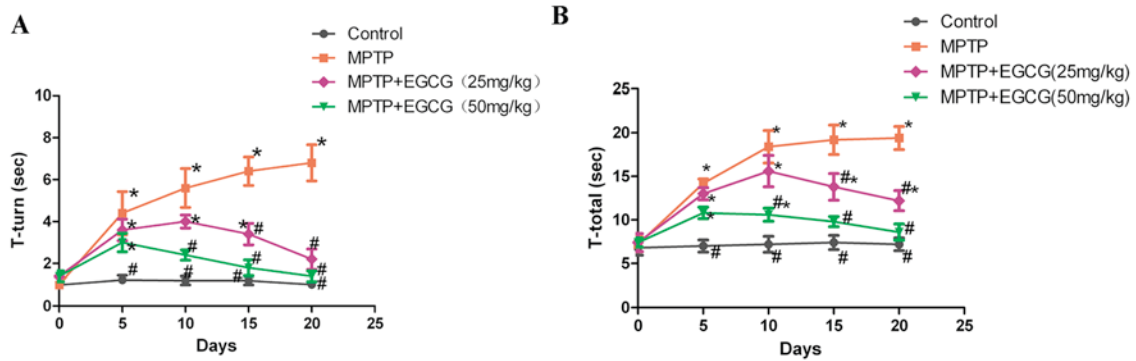 A
Control
MPTP
MPTP+EGCG（25mg/kg）
MPTP+EGCG（50mg/kg）
10
8
6
4
2
0
T-turn (sec)
* * * * *
* * * #
* # # #
# # # #
0 5 10 15 20 25
Days
B
Control
MPTP
MPTP+EGCG(25mg/kg)
MPTP+EGCG(50mg/kg)
25
20
15
10
5
0
T-total (sec)
* * * *
* * #* #*
* #* # #
# # # #
0 5 10 15 20 25
Days